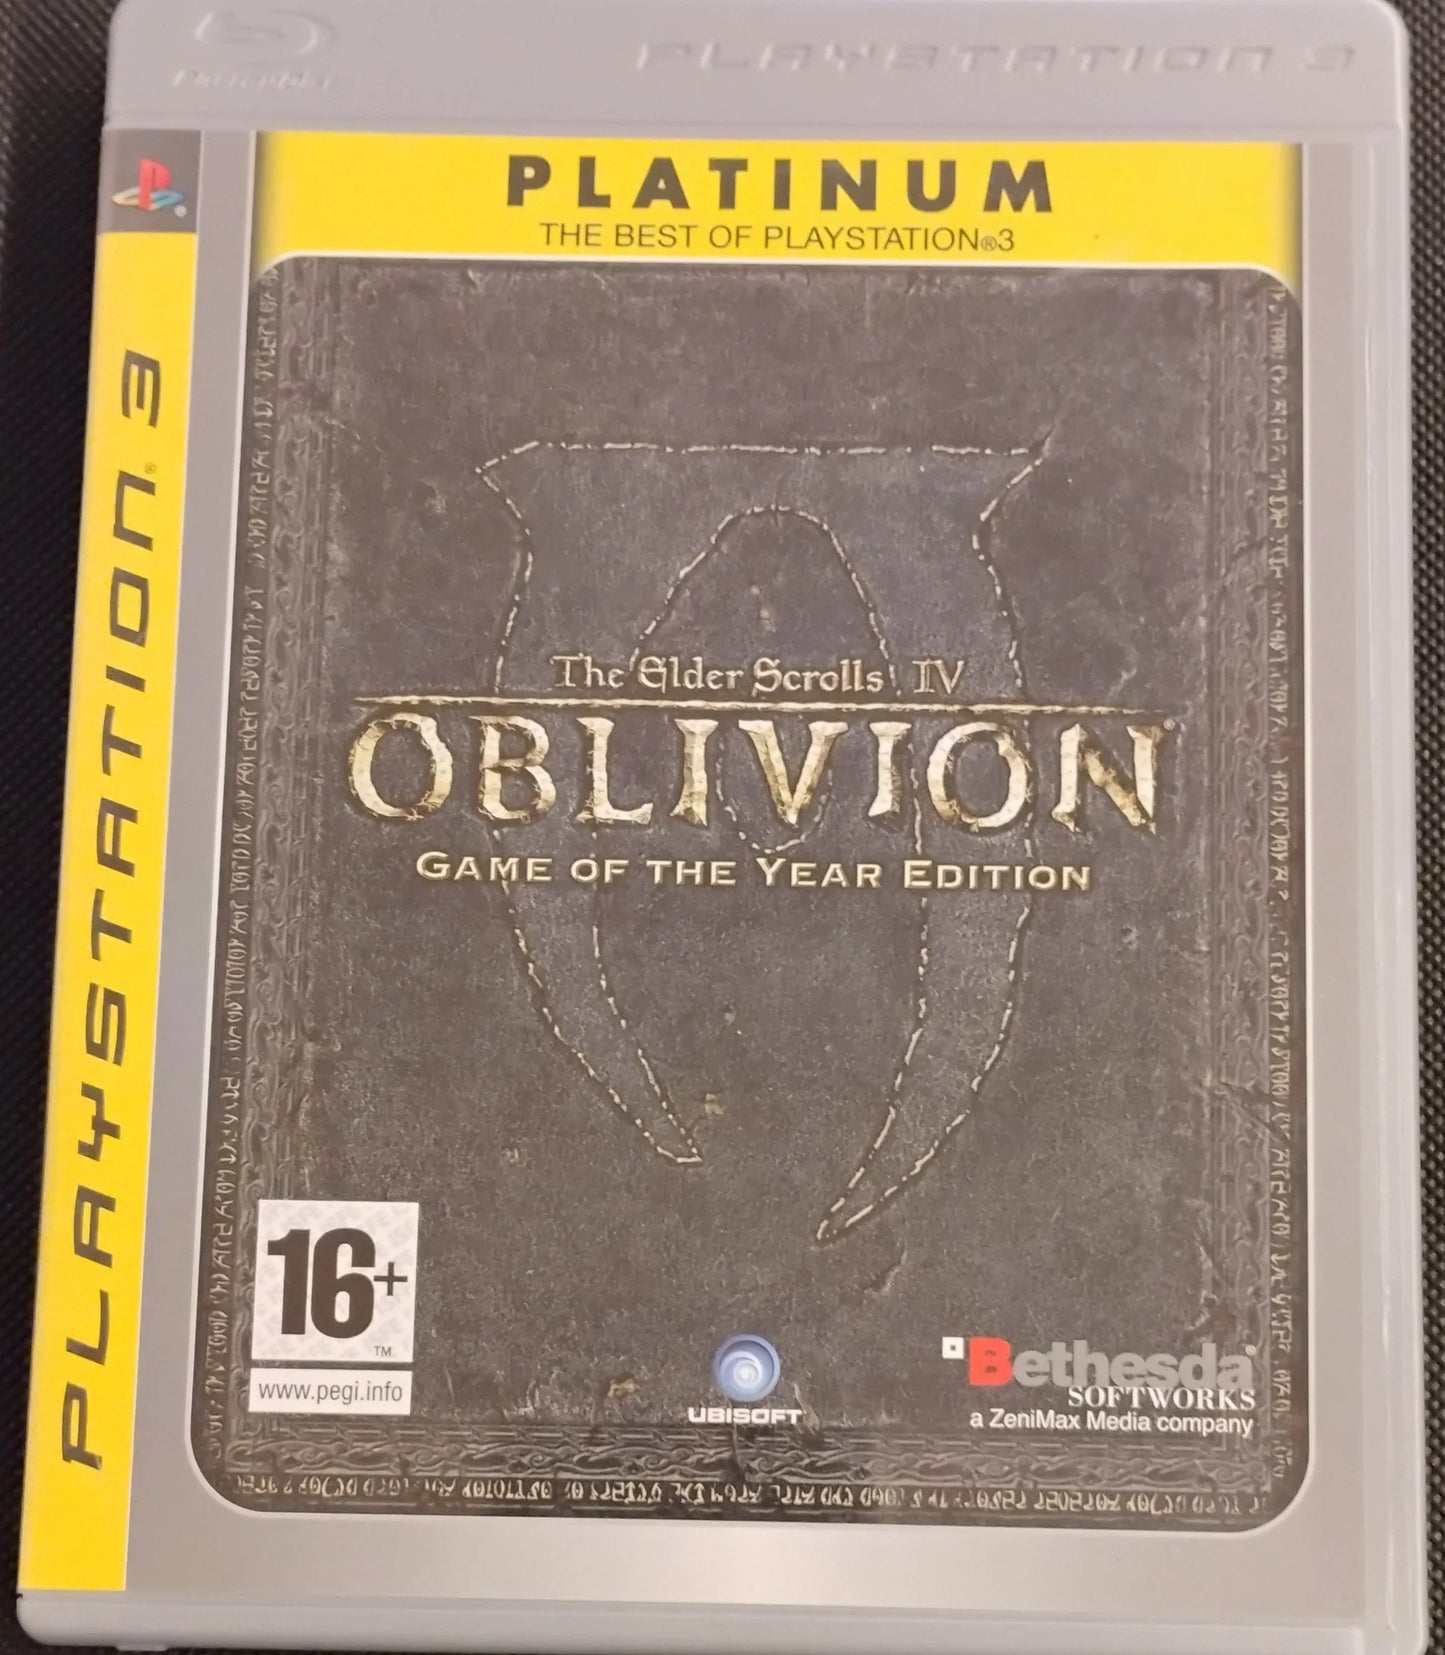 PLAYSTATION 3
PLATINUM
THE BEST OF PLAYSTATION®3
PLAYSTATION® 3
The Elder Scrolls IV
OBLIVION®
GAME OF THE YEAR EDITION
16+
TM
www.pegi.info
UBISOFT
Bethesda®
SOFTWORKS
a ZeniMax Media company